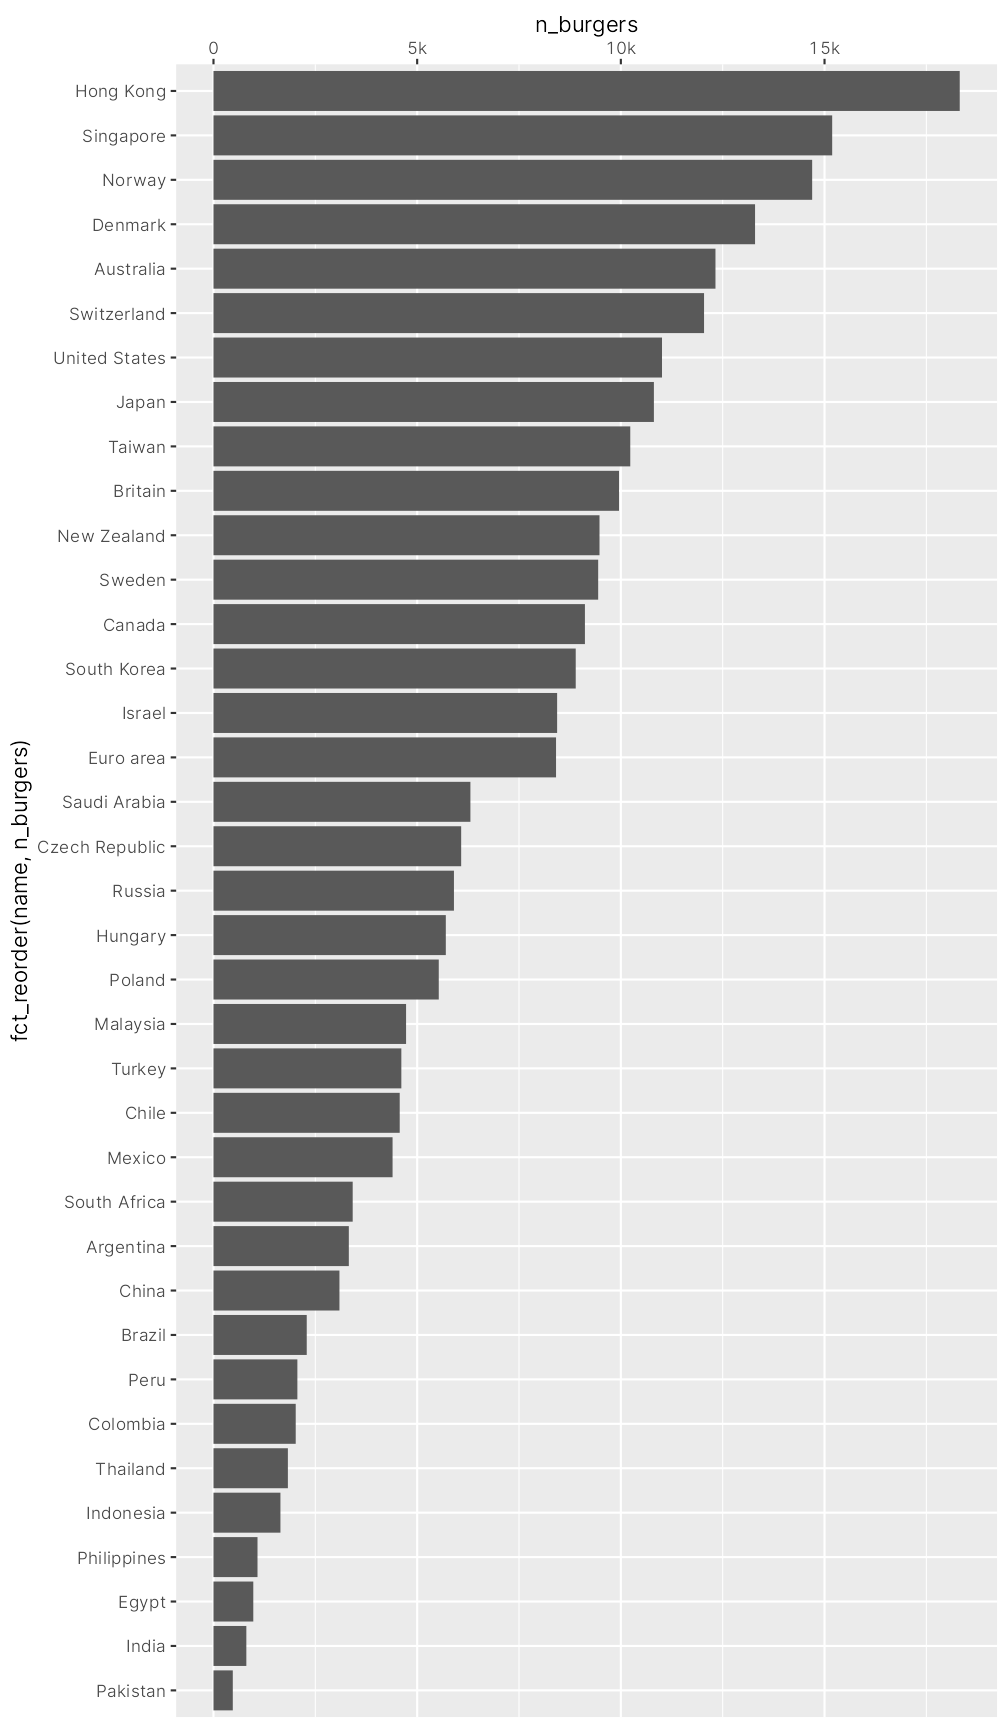 n_burgers
0 5k 10k 15k
Hong Kong
Singapore
Norway
Denmark
Australia
Switzerland
United States
Japan
Taiwan
Britain
New Zealand
Sweden
Canada
South Korea
Israel
Euro area
Saudi Arabia
Czech Republic
Russia
Hungary
Poland
Malaysia
Turkey
Chile
Mexico
South Africa
Argentina
China
Brazil
Peru
Colombia
Thailand
Indonesia
Philippines
Egypt
India
Pakistan
fct_reorder(name, n_burgers)